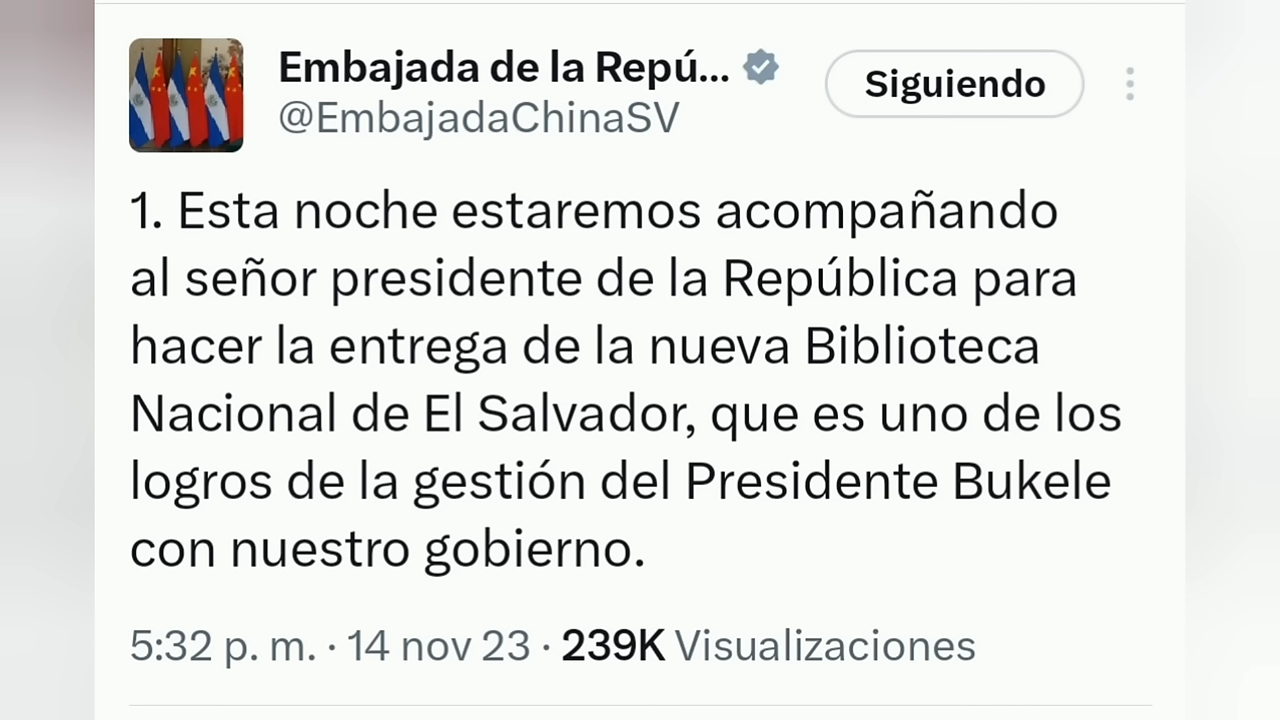 Embajada de la Repú...
Siguiendo
@EmbajadaChinaSV
1. Esta noche estaremos acompañando
al señor presidente de la República para
hacer la entrega de la nueva Biblioteca
Nacional de El Salvador, que es uno de los
logros de la gestión del Presidente Bukele
con nuestro gobierno.
5:32 p. m. · 14 nov 23 · 239K Visualizaciones